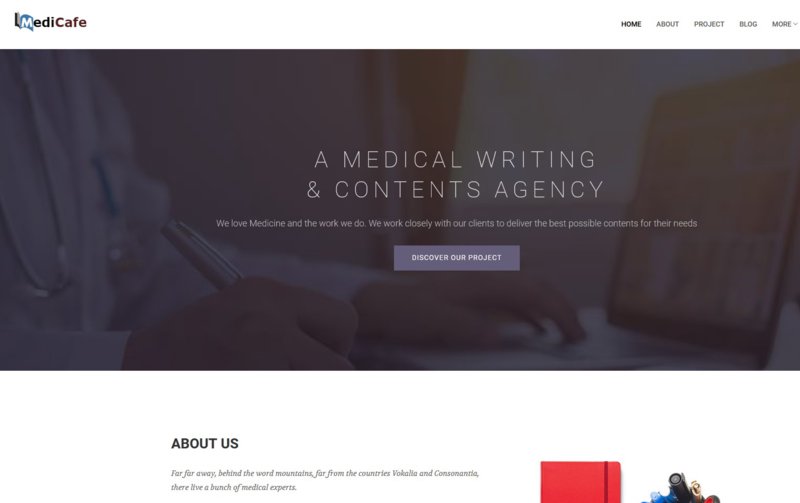 MediCafe
HOME ABOUT PROJECT BLOG MORE
A MEDICAL WRITING
& CONTENTS AGENCY
We love Medicine and the work we do. We work closely with our clients to deliver the best possible contents for their needs
DISCOVER OUR PROJECT
ABOUT US
Far far away, behind the word mountains, far from the countries Vokalia and Consonantia,
there live a bunch of medical experts.